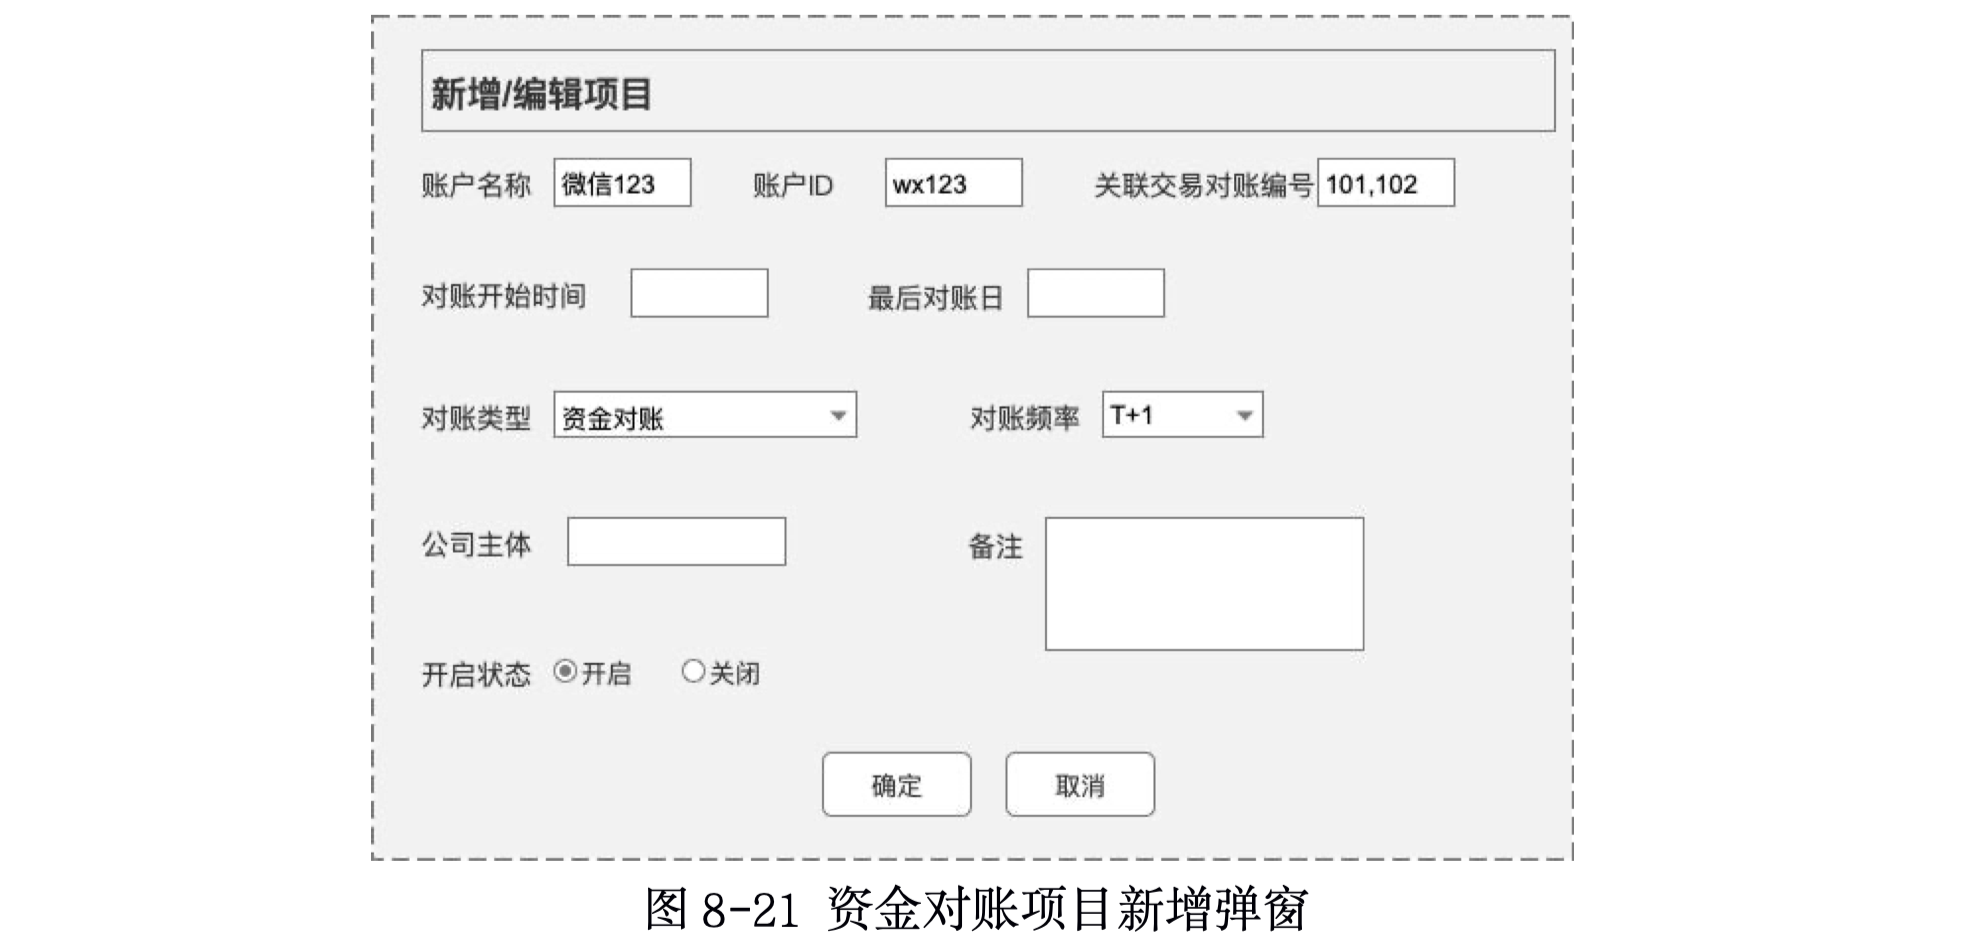 新增/编辑项目
账户名称 微信123 账户ID wx123 关联交易对账编号 101,102
对账开始时间 最后对账日
对账类型 资金对账 对账频率 T+1
公司主体 备注
开启状态 开启 关闭
确定 取消
图 8-21 资金对账项目新增弹窗